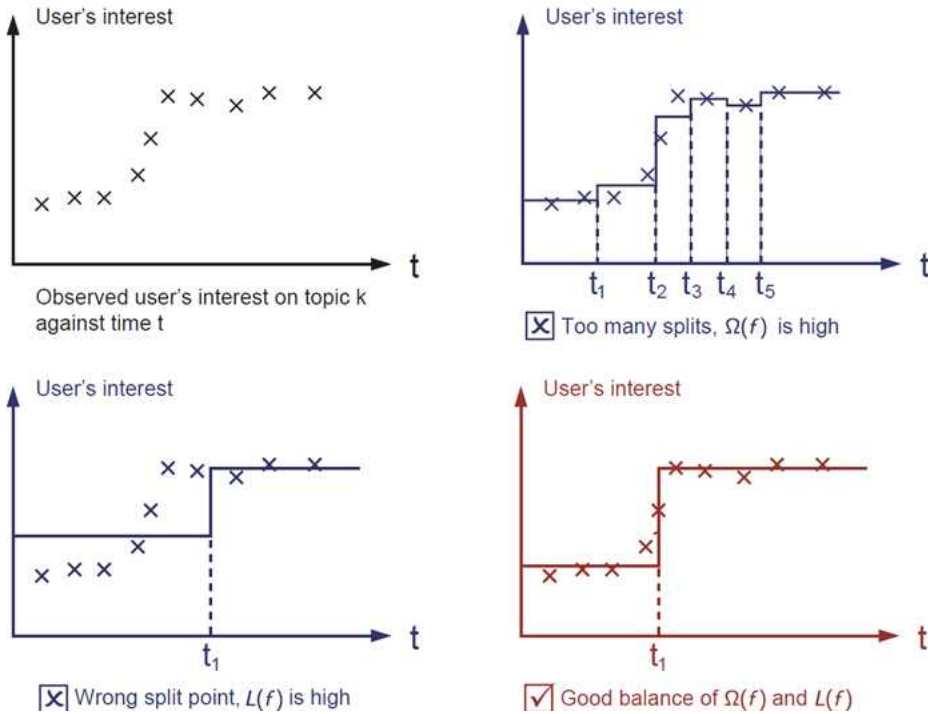 User's interest
t
Observed user's interest on topic k
against time t
User's interest
t
t₁ t₂ t₃ t₄ t₅
Too many splits, Ω(f) is high
User's interest
t
t₁
Wrong split point, L(f) is high
User's interest
t
t₁
Good balance of Ω(f) and L(f)